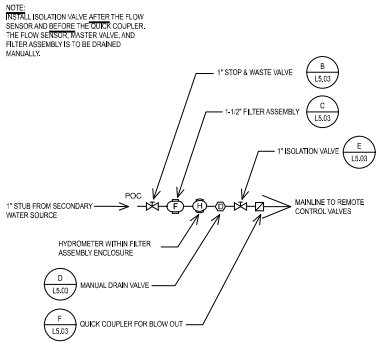 NOTE:
INSTALL ISOLATION VALVE AFTER THE FLOW
SENSOR AND BEFORE THE QUICK COUPLER.
THE FLOW SENSOR, MASTER VALVE, AND
FILTER ASSEMBLY IS TO BE DRAINED
MANUALLY.
1" STOP & WASTE VALVE
B
L5.03
1-1/2" FILTER ASSEMBLY
C
L5.03
1" ISOLATION VALVE
E
L5.03
POC
1" STUB FROM SECONDARY
WATER SOURCE
F
H
D
MAINLINE TO REMOTE
CONTROL VALVES
HYDROMETER WITHIN FILTER
ASSEMBLY ENCLOSURE
D
L5.03
MANUAL DRAIN VALVE
F
L5.03
QUICK COUPLER FOR BLOW OUT